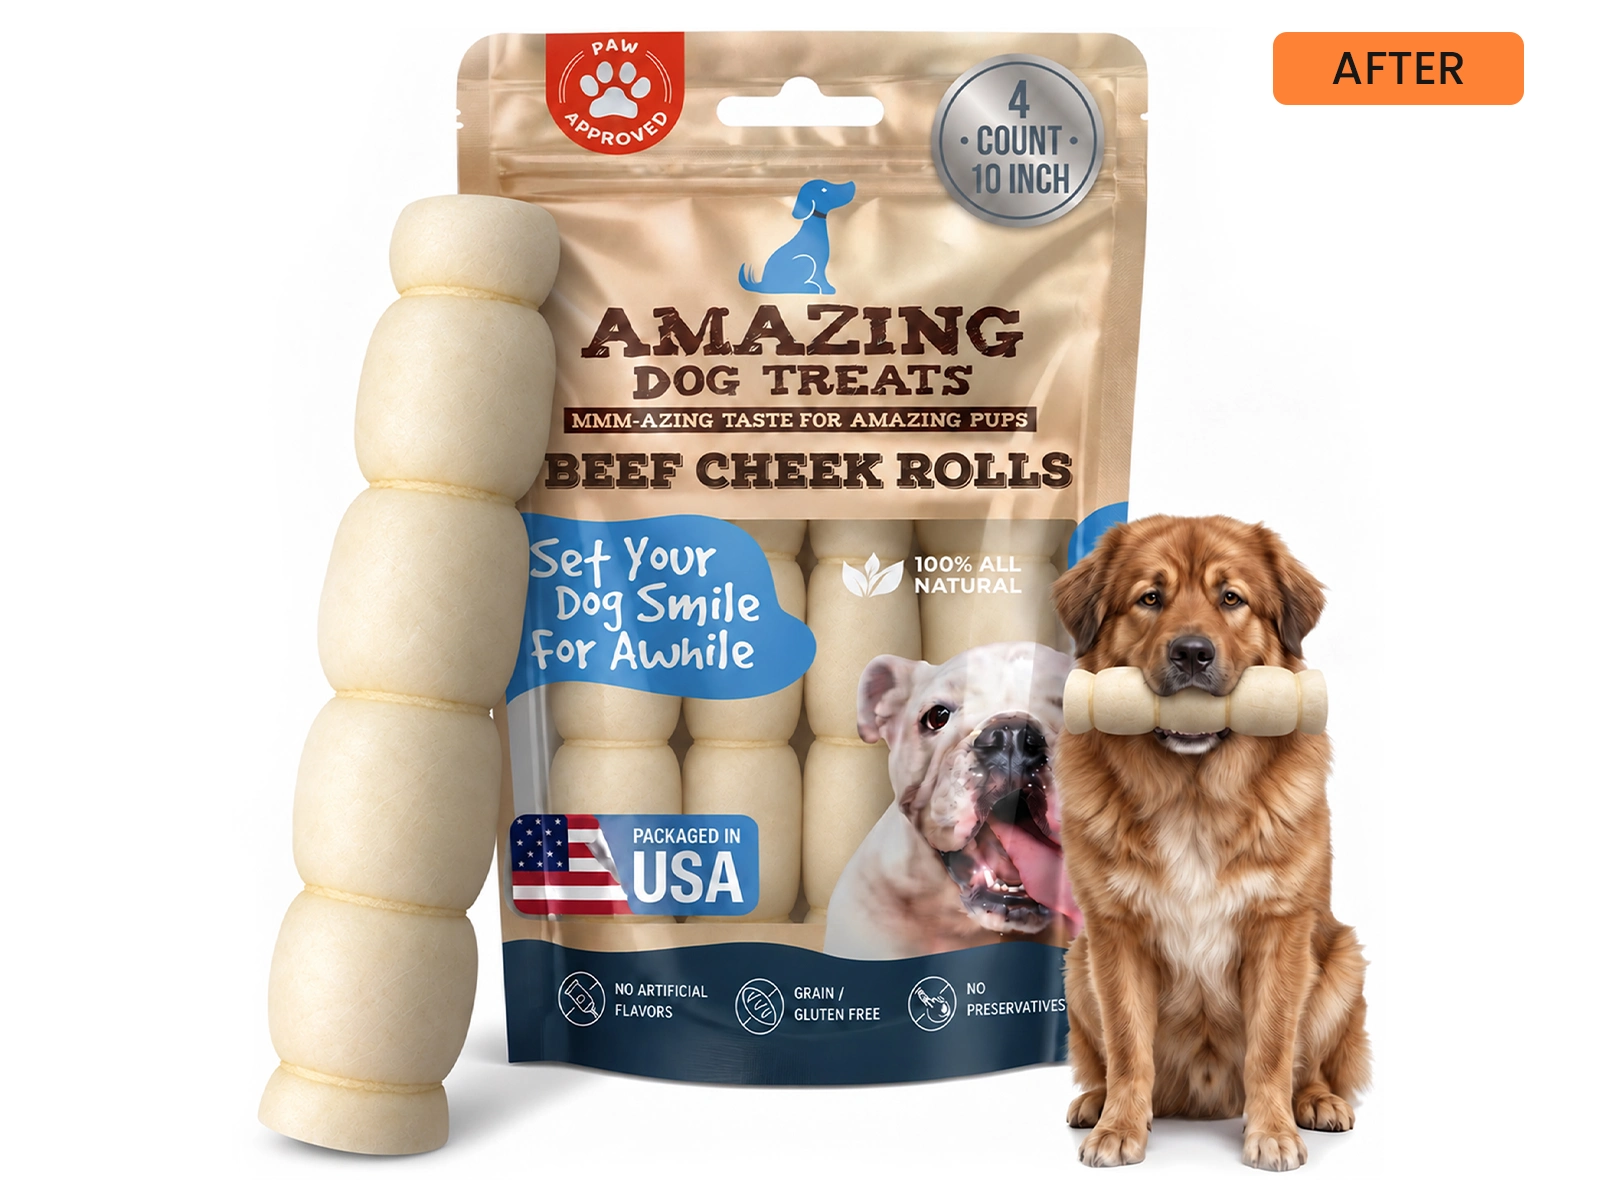 AFTER
PAW
APPROVED
4
COUNT
10 INCH
AMAZING
DOG TREATS
MMM-AZING TASTE FOR AMAZING PUPS
BEEF CHEEK ROLLS
Set Your
Dog Smile
For Awhile
100% ALL
NATURAL
PACKAGED IN
USA
NO ARTIFICIAL
FLAVORS
GRAIN /
GLUTEN FREE
NO
PRESERVATIVES